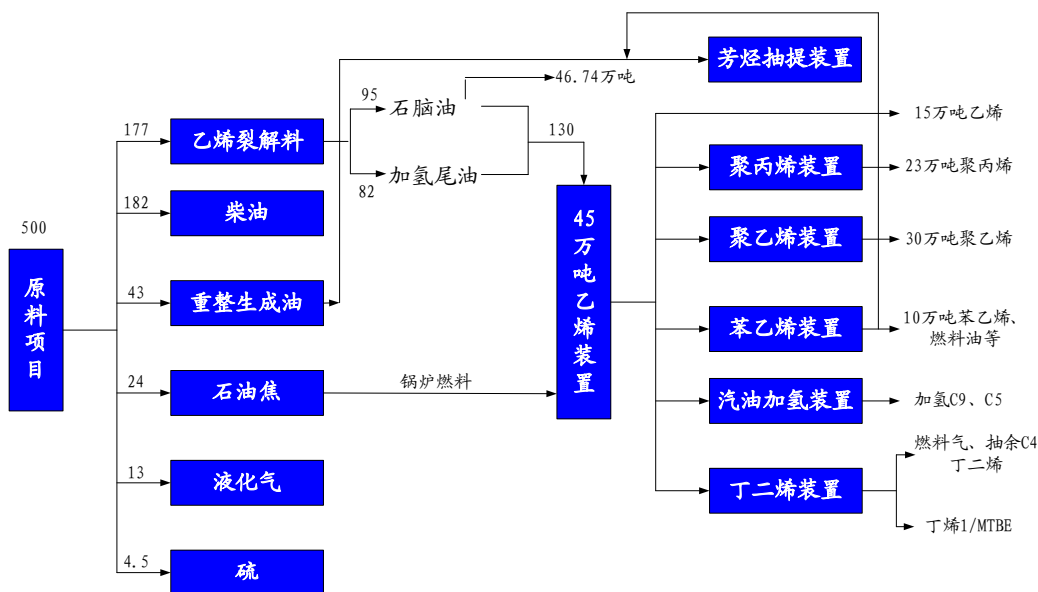 500
原料项目
177
乙烯裂解料
182
柴油
43
重整生成油
24
石油焦
13
液化气
4.5
硫
95
石脑油
46.74万吨
82
加氢尾油
130
锅炉燃料
45万吨乙烯装置
芳烃抽提装置
15万吨乙烯
聚丙烯装置
23万吨聚丙烯
聚乙烯装置
30万吨聚乙烯
苯乙烯装置
10万吨苯乙烯、
燃料油等
汽油加氢装置
加氢C9、C5
丁二烯装置
燃料气、抽余C4
丁二烯
丁烯1/MTBE